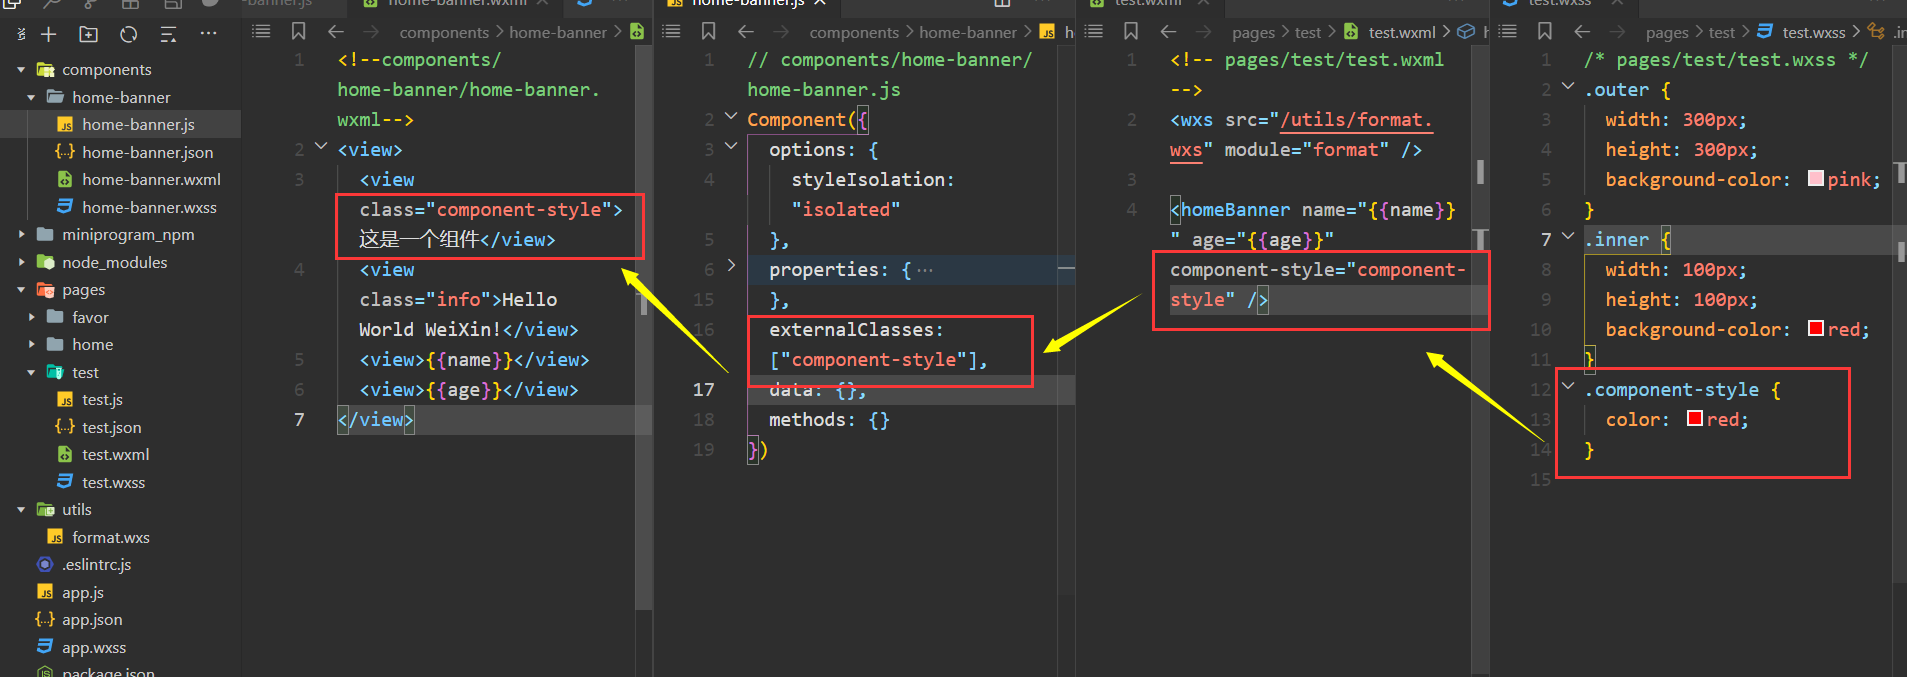 components
home-banner
home-banner.js
home-banner.json
home-banner.wxml
home-banner.wxss
miniprogram_npm
node_modules
pages
favor
home
test
test.js
test.json
test.wxml
test.wxss
utils
format.wxs
.eslintrc.js
app.js
app.json
app.wxss
package.json
-banner.js
home-banner.wxml
components > home-banner >
1 <!--components/
home-banner/home-banner.
wxml-->
2 <view>
3 <view
class="component-style">
这是一个组件</view>
4 <view
class="info">Hello
World WeiXin!</view>
5 <view>{{name}}</view>
6 <view>{{age}}</view>
7 </view>
home-banner.js
components > home-banner > JS h
1 // components/home-banner/
home-banner.js
2 Component({
3 options: {
4 styleIsolation:
"isolated"
5 },
6 properties: { ···
15 },
16 externalClasses:
["component-style"],
17 data: {},
18 methods: {}
19 })
test.wxml
pages > test > test.wxml > h
1 <!-- pages/test/test.wxml
-->
2 <wxs src="/utils/format.
wxs" module="format" />
3
4 <homeBanner name="{{name}}
" age="{{age}}"
component-style="component-
style" />
test.wxss
pages > test > test.wxss > .in
1 /* pages/test/test.wxss */
2 .outer {
3 width: 300px;
4 height: 300px;
5 background-color: pink;
6 }
7 .inner {
8 width: 100px;
9 height: 100px;
10 background-color: red;
11 }
12 .component-style {
13 color: red;
14 }
15